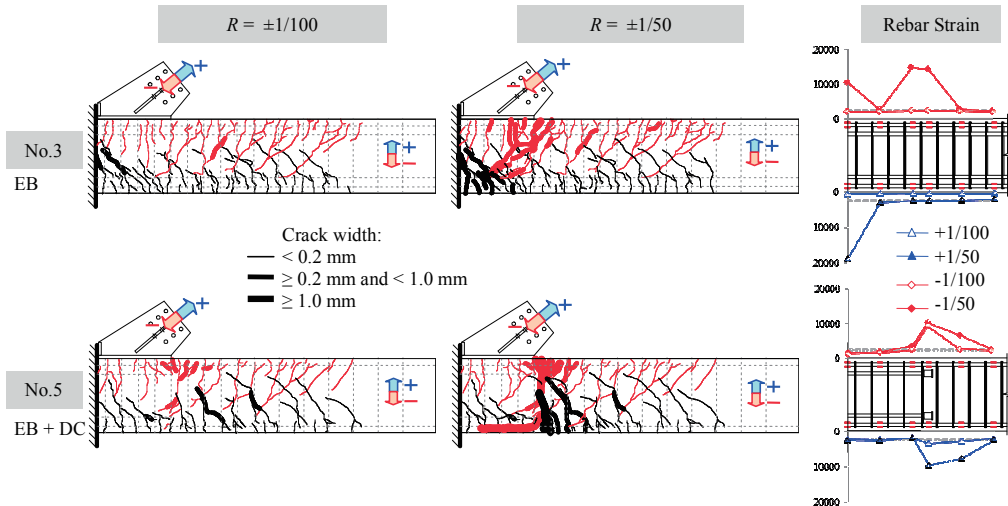 R = ±1/100
R = ±1/50
Rebar Strain
No.3
EB
+
−
+
−
+
−
+
−
20000
10000
0
0
10000
20000
Crack width:
< 0.2 mm
≥ 0.2 mm and < 1.0 mm
≥ 1.0 mm
+1/100
+1/50
-1/100
-1/50
No.5
EB + DC
+
−
+
−
+
−
+
−
20000
10000
0
0
10000
20000